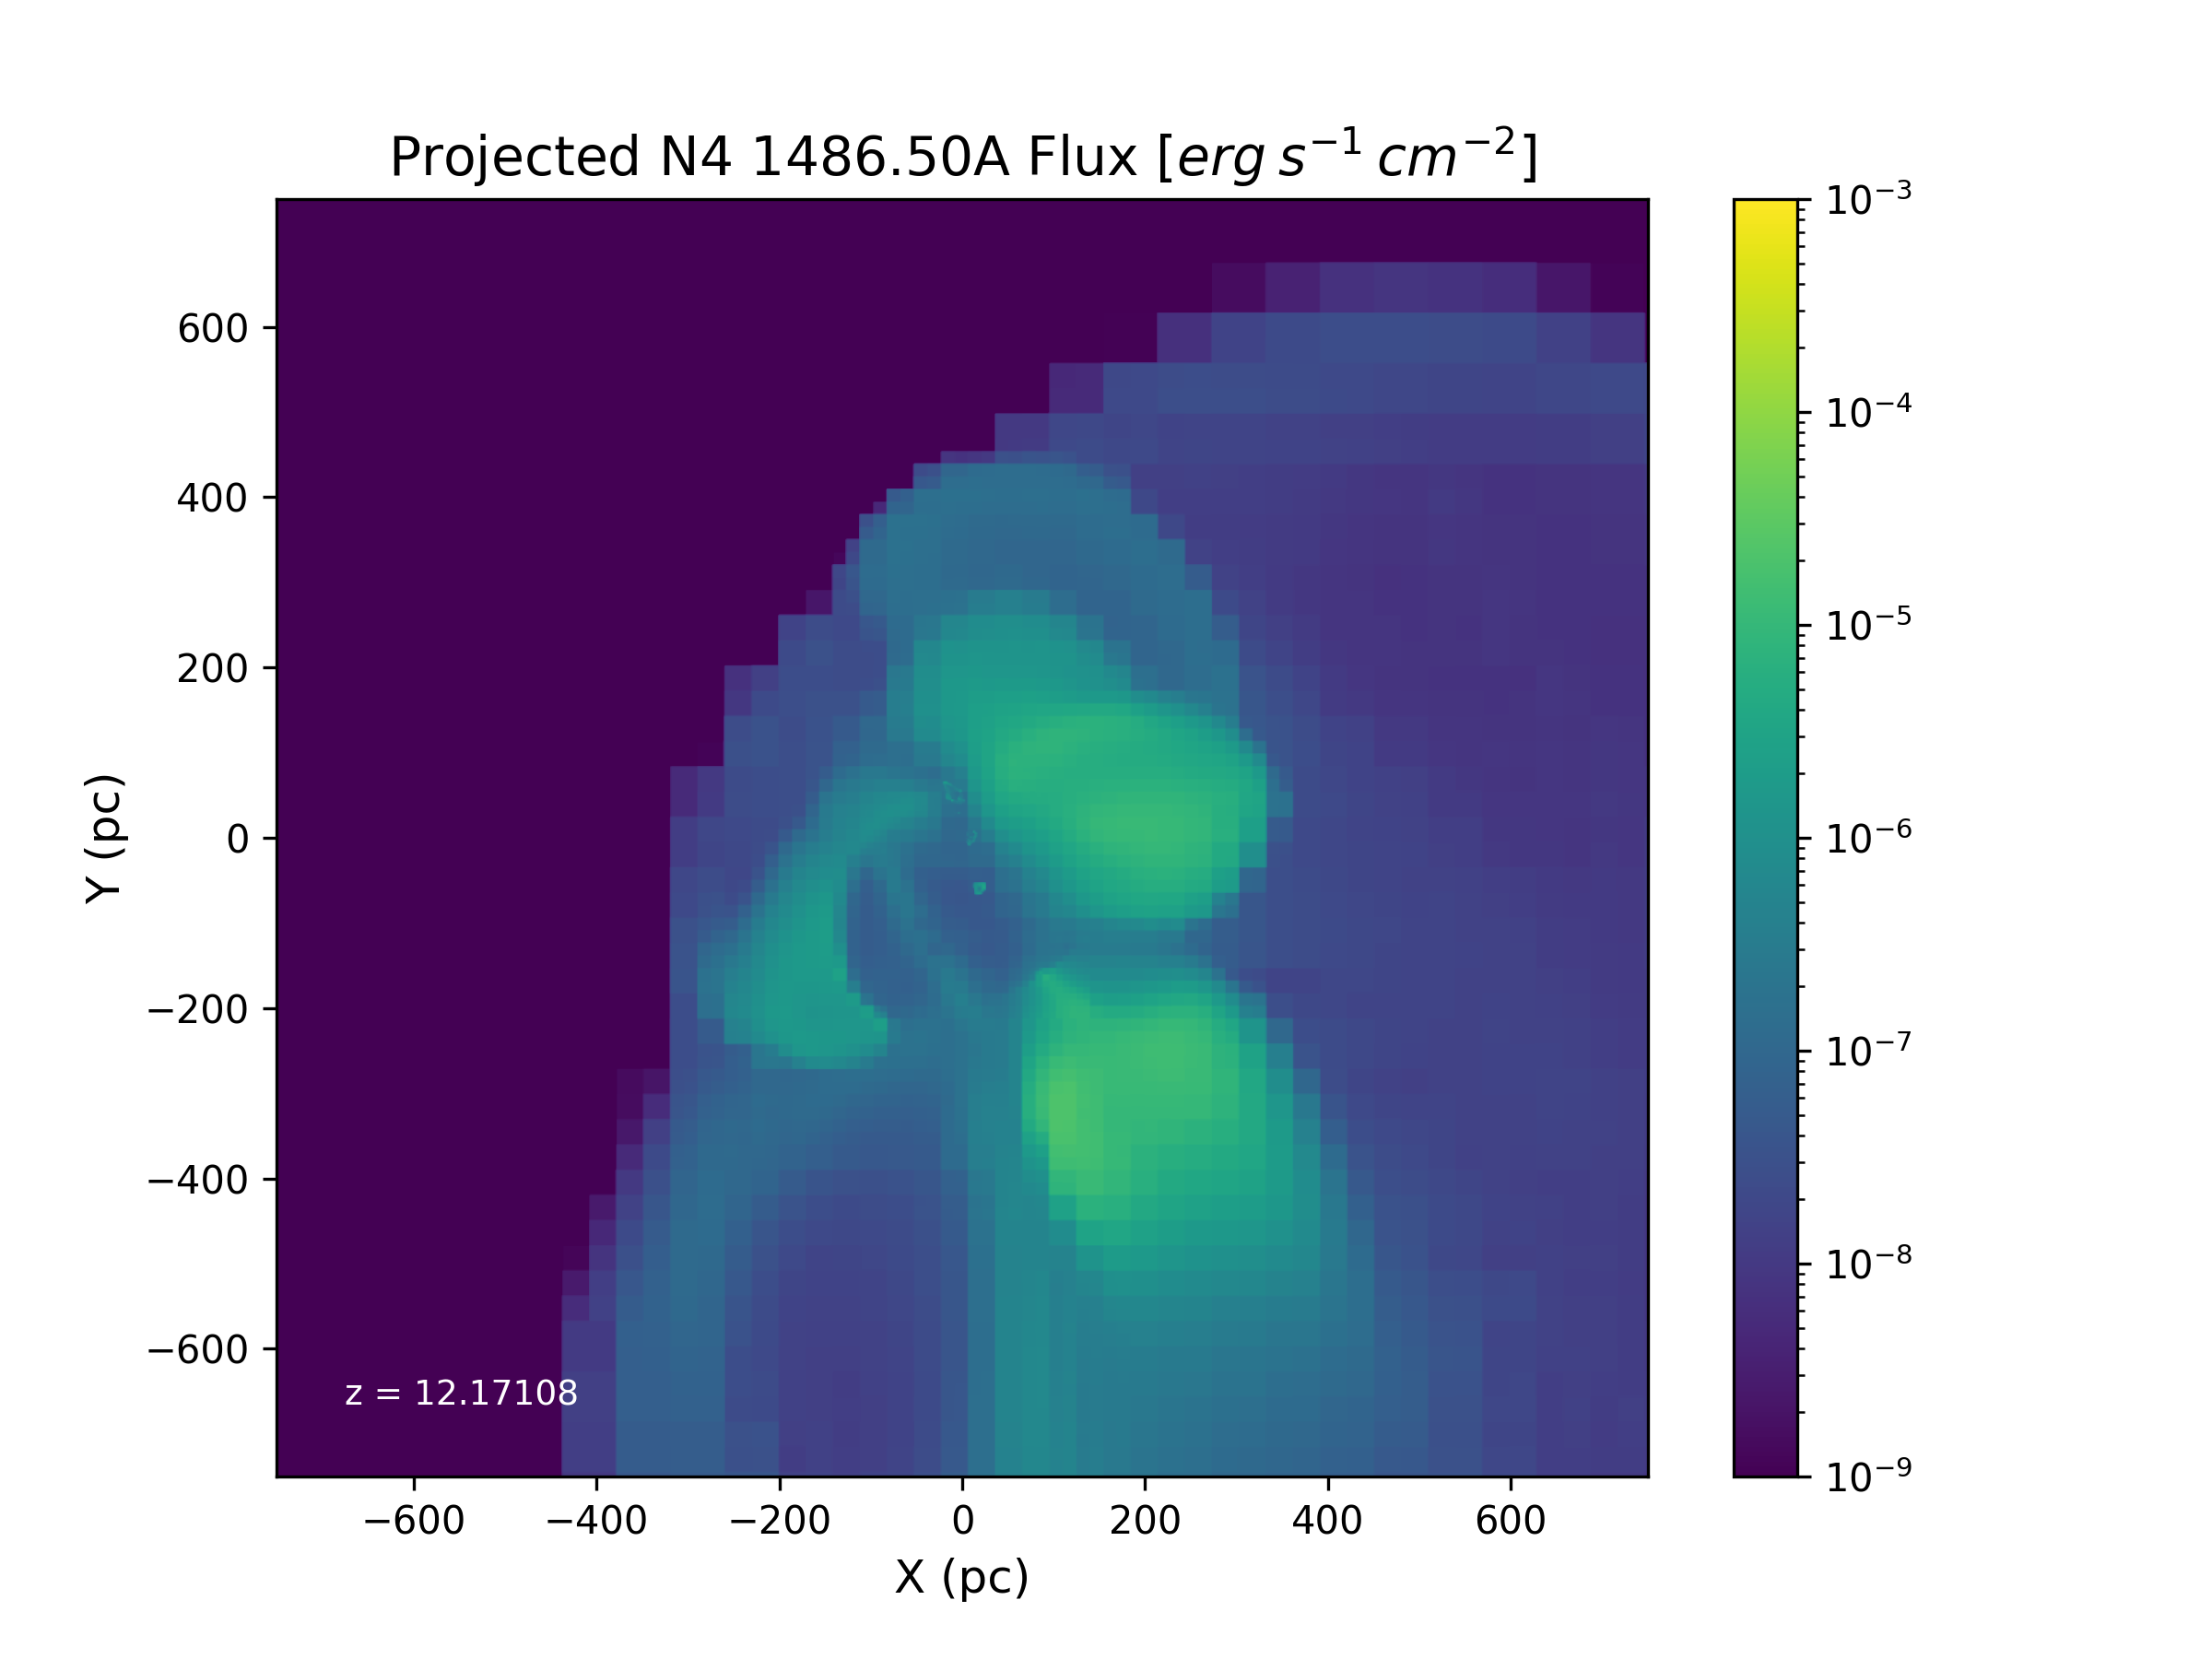 Projected N4 1486.50A Flux [erg s⁻¹ cm⁻²]
10⁻³
10⁻⁴
10⁻⁵
10⁻⁶
10⁻⁷
10⁻⁸
10⁻⁹
600
400
200
0
−200
−400
−600
Y (pc)
z = 12.17108
−600 −400 −200 0 200 400 600
X (pc)